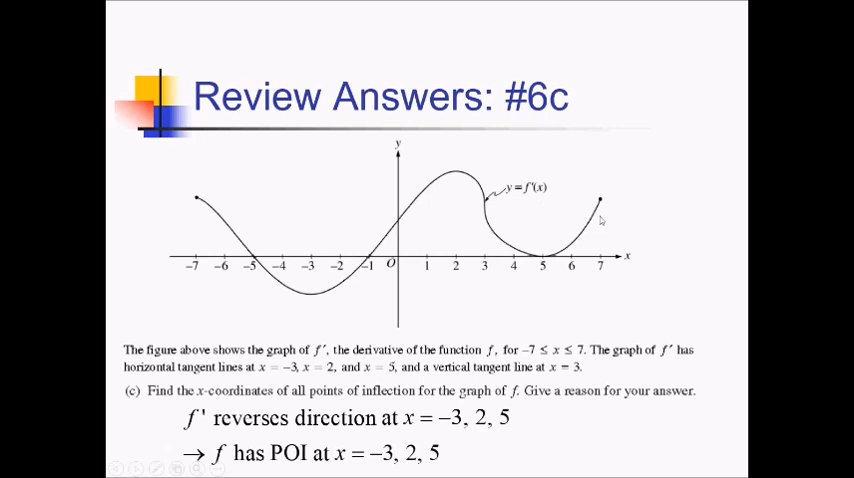 Review Answers: #6c
y
y = f'(x)
-7 -6 -5 -4 -3 -2 -1 O 1 2 3 4 5 6 7 x
The figure above shows the graph of f′, the derivative of the function f, for −7 ≤ x ≤ 7. The graph of f′ has
horizontal tangent lines at x = −3, x = 2, and x = 5, and a vertical tangent line at x = 3.
(c) Find the x-coordinates of all points of inflection for the graph of f. Give a reason for your answer.
f ' reverses direction at x = −3, 2, 5
→ f has POI at x = −3, 2, 5